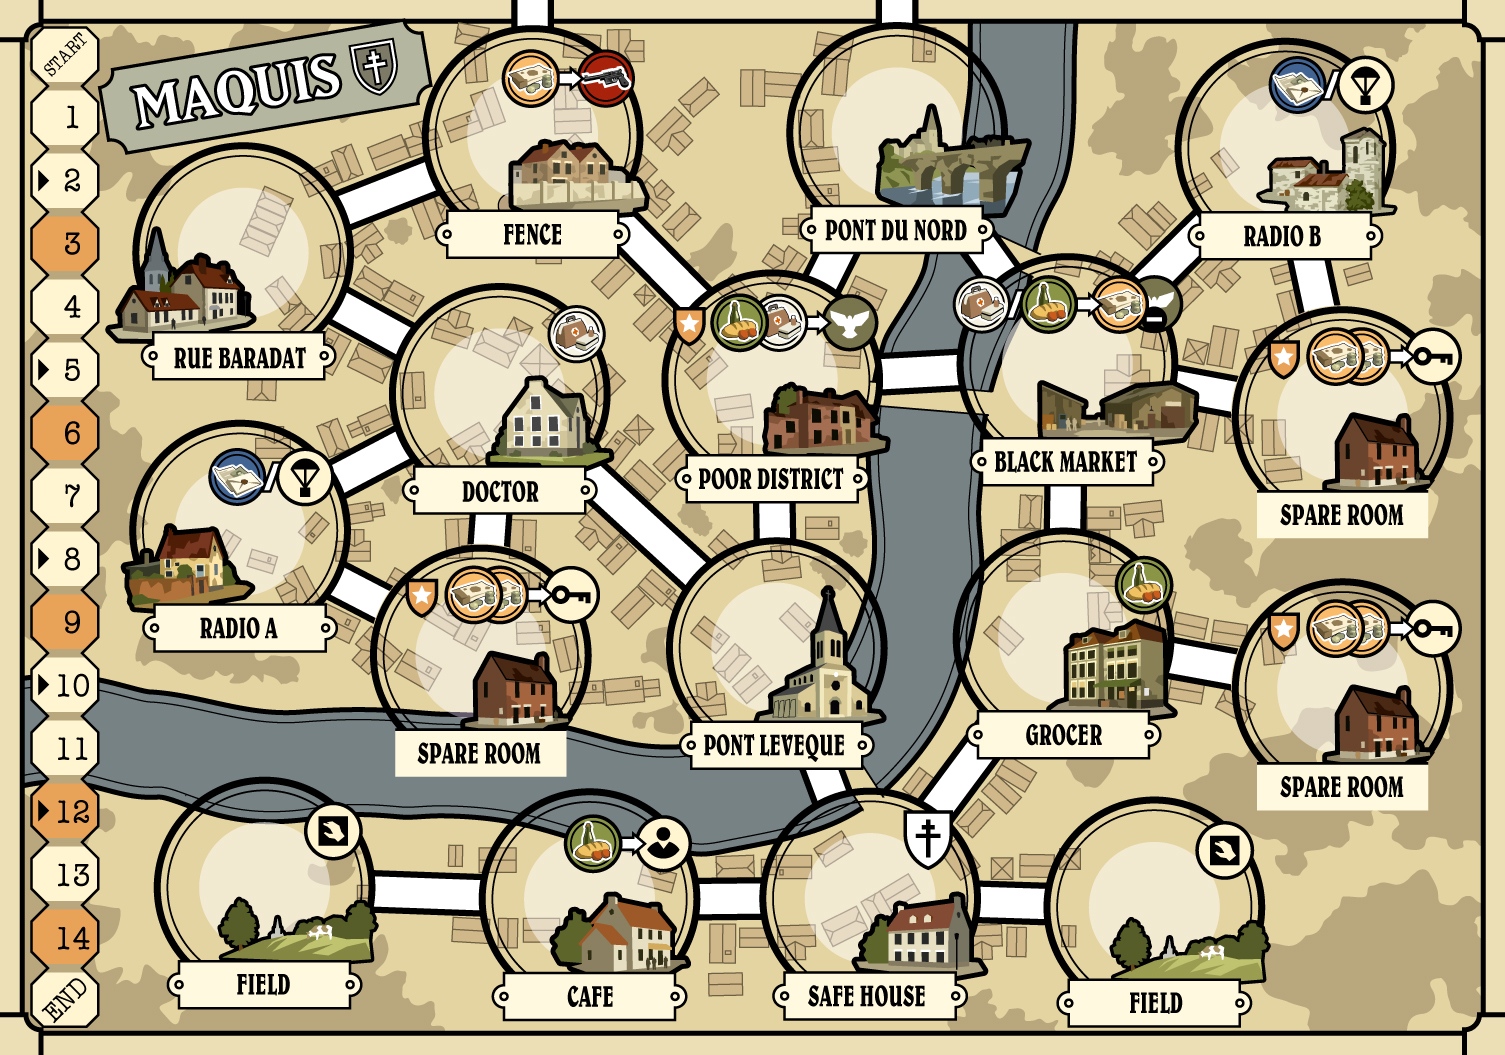 START
1
2
3
4
5
6
7
8
9
10
11
12
13
14
END
MAQUIS
FENCE
PONT DU NORD
RADIO B
RUE BARADAT
DOCTOR
POOR DISTRICT
BLACK MARKET
SPARE ROOM
RADIO A
SPARE ROOM
PONT LEVEQUE
GROCER
SPARE ROOM
FIELD
CAFE
SAFE HOUSE
FIELD